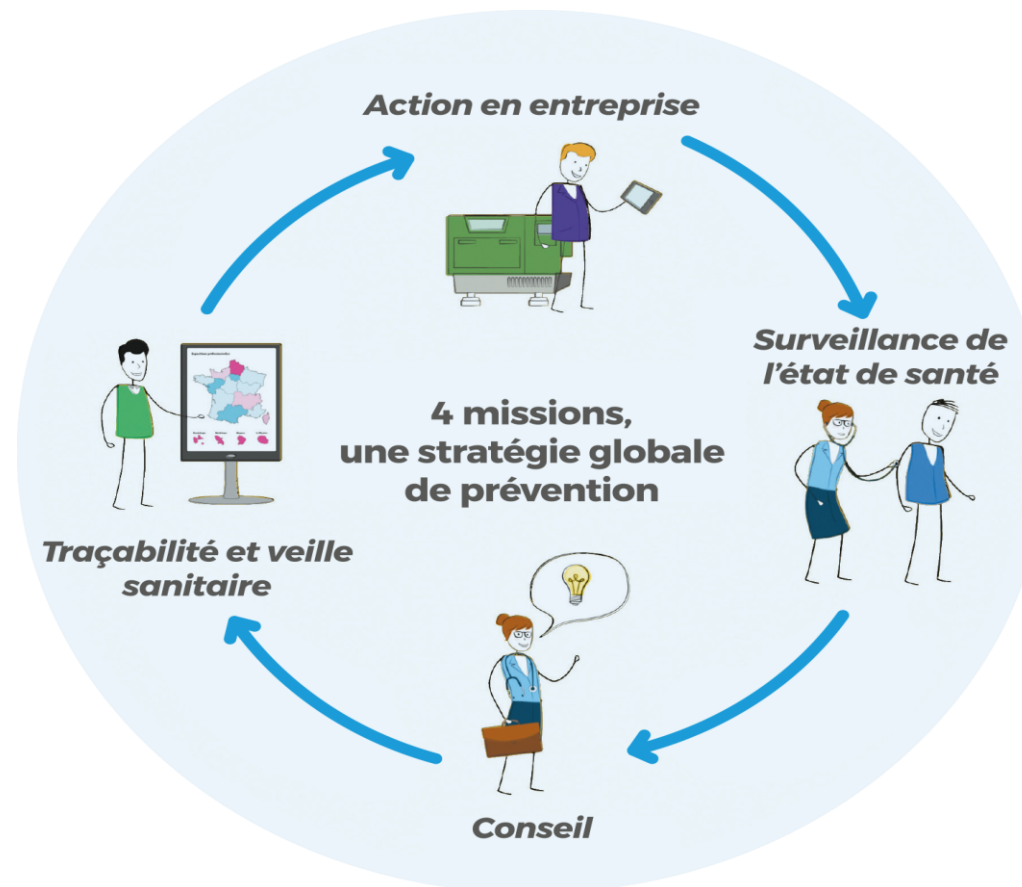 Action en entreprise
Surveillance de
l'état de santé
4 missions,
une stratégie globale
de prévention
Traçabilité et veille
sanitaire
Conseil